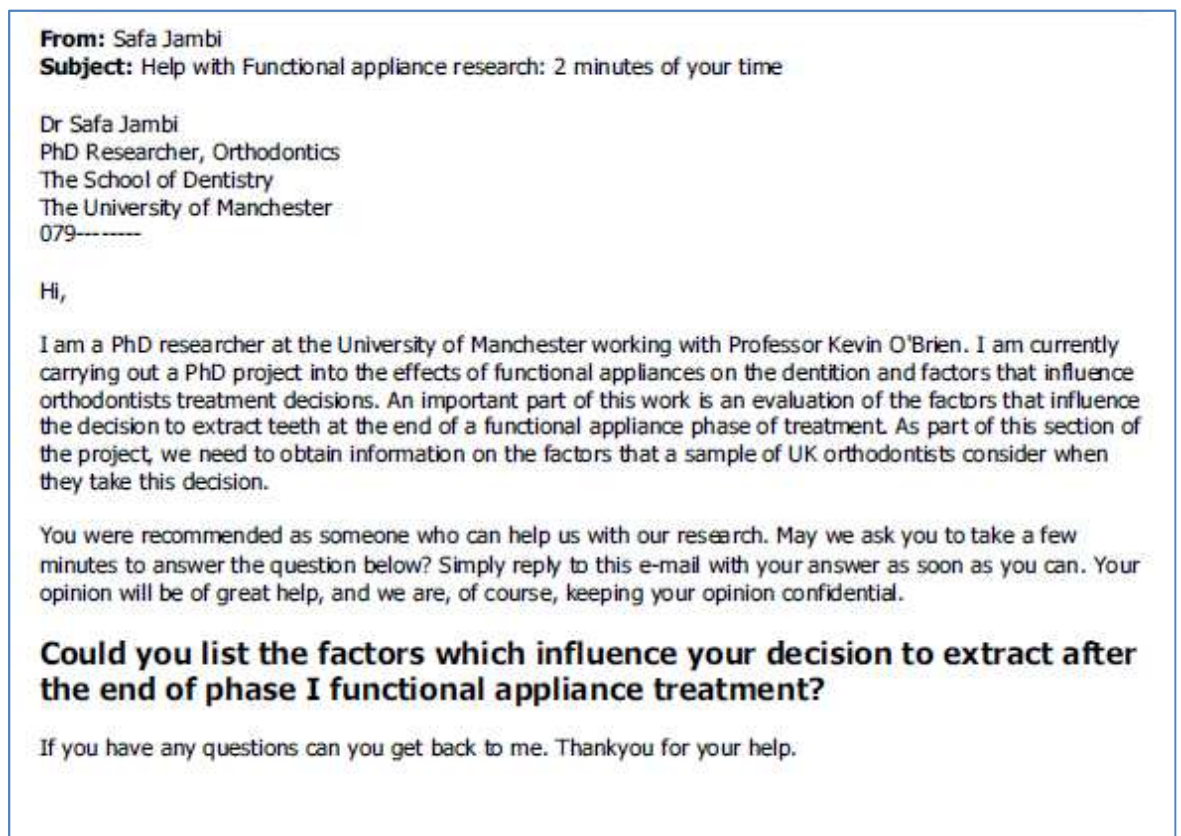 From: Safa Jambi
Subject: Help with Functional appliance research: 2 minutes of your time
Dr Safa Jambi
PhD Researcher, Orthodontics
The School of Dentistry
The University of Manchester
079--------
Hi,
I am a PhD researcher at the University of Manchester working with Professor Kevin O'Brien. I am currently
carrying out a PhD project into the effects of functional appliances on the dentition and factors that influence
orthodontists treatment decisions. An important part of this work is an evaluation of the factors that influence
the decision to extract teeth at the end of a functional appliance phase of treatment. As part of this section of
the project, we need to obtain information on the factors that a sample of UK orthodontists consider when
they take this decision.
You were recommended as someone who can help us with our research. May we ask you to take a few
minutes to answer the question below? Simply reply to this e-mail with your answer as soon as you can. Your
opinion will be of great help, and we are, of course, keeping your opinion confidential.
Could you list the factors which influence your decision to extract after
the end of phase I functional appliance treatment?
If you have any questions can you get back to me. Thankyou for your help.